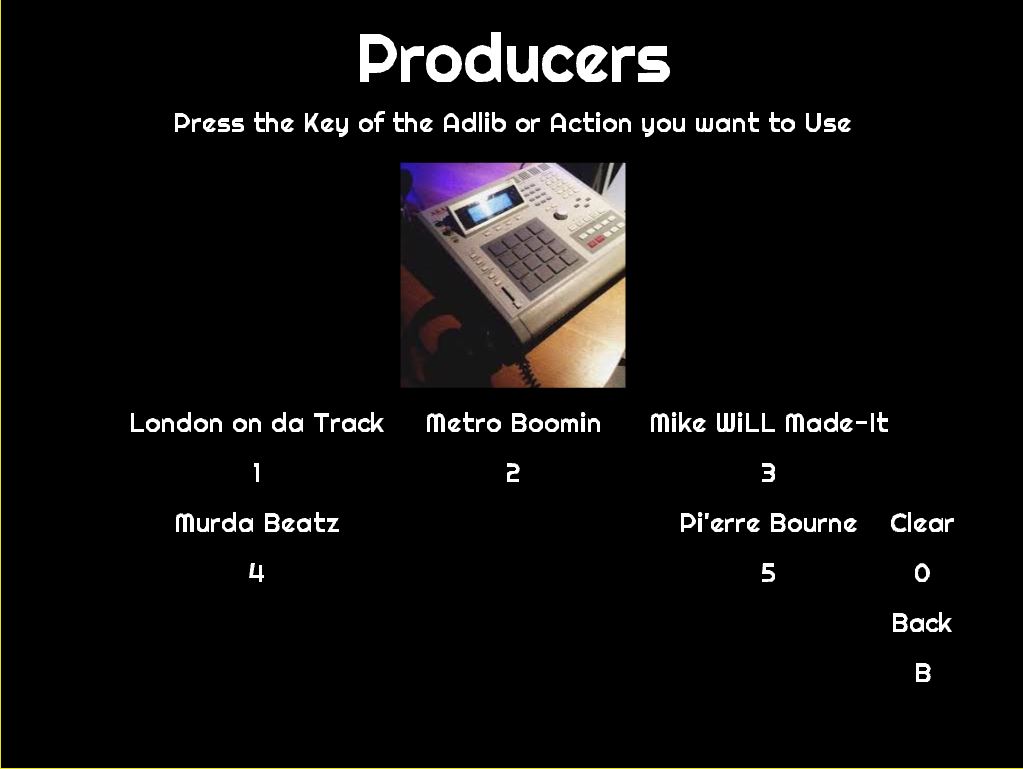 Producers
Press the Key of the Adlib or Action you want to Use
AKAI
London on da Track Metro Boomin Mike WiLL Made-It
1 2 3
Murda Beatz Pi'erre Bourne Clear
4 5 0
Back
B